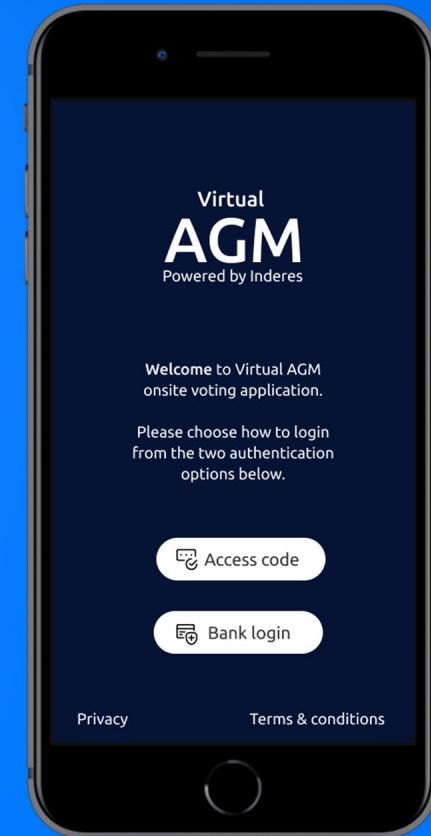 Virtual
AGM
Powered by Inderes
Welcome to Virtual AGM
onsite voting application.
Please choose how to login
from the two authentication
options below.
Access code
Bank login
Privacy
Terms & conditions